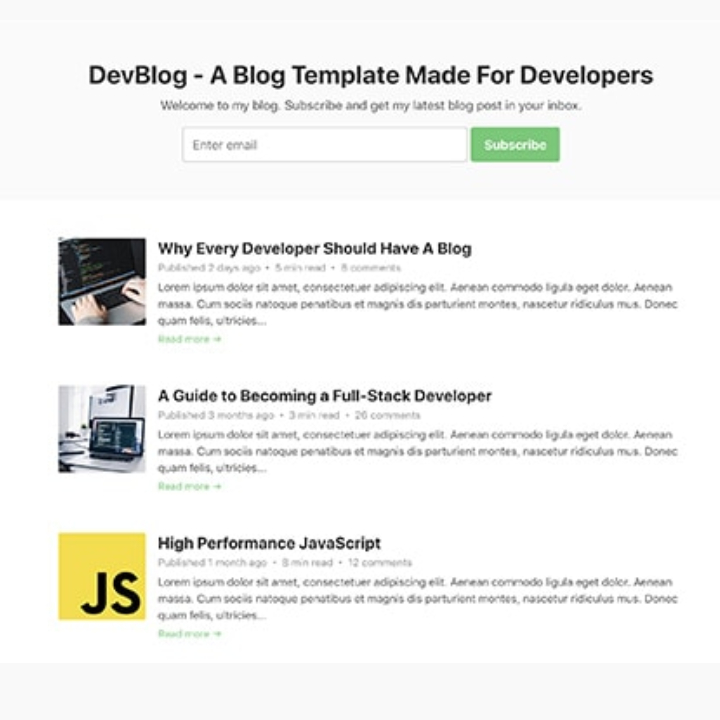 DevBlog - A Blog Template Made For Developers
Welcome to my blog. Subscribe and get my latest blog post in your inbox.
Enter email Subscribe
Why Every Developer Should Have A Blog
Published 2 days ago • 5 min read • 8 comments
Lorem ipsum dolor sit amet, consectetuer adipiscing elit. Aenean commodo ligula eget dolor. Aenean
massa. Cum sociis natoque penatibus et magnis dis parturient montes, nascetur ridiculus mus. Donec
quam felis, ultricies...
Read more →
A Guide to Becoming a Full-Stack Developer
Published 3 months ago • 3 min read • 26 comments
Lorem ipsum dolor sit amet, consectetuer adipiscing elit. Aenean commodo ligula eget dolor. Aenean
massa. Cum sociis natoque penatibus et magnis dis parturient montes, nascetur ridiculus mus. Donec
quam felis, ultricies...
Read more →
High Performance JavaScript
Published 1 month ago • 8 min read • 12 comments
JS
Lorem ipsum dolor sit amet, consectetuer adipiscing elit. Aenean commodo ligula eget dolor. Aenean
massa. Cum sociis natoque penatibus et magnis dis parturient montes, nascetur ridiculus mus. Donec
quam felis, ultricies...
Read more →